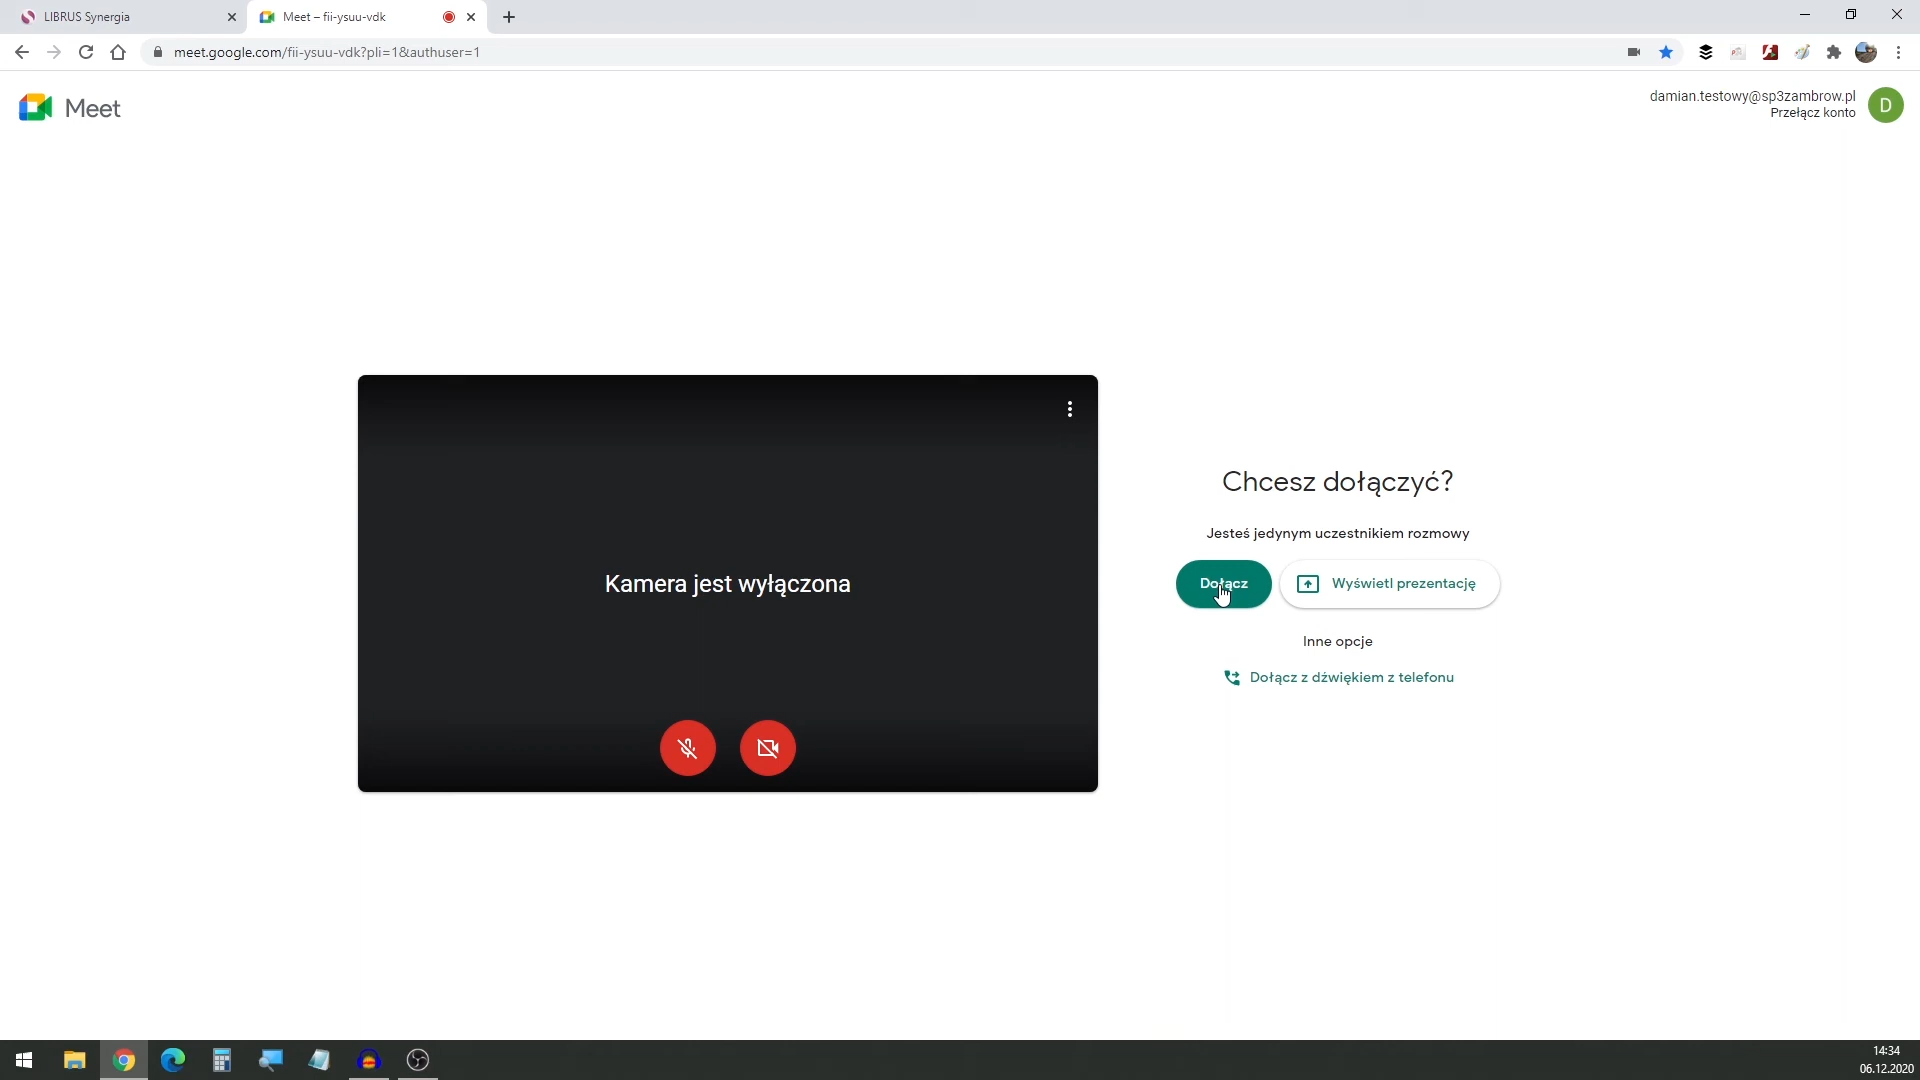 LIBRUS Synergia
Meet – fii-ysuu-vdk
meet.google.com/fii-ysuu-vdk?pli=1&authuser=1
Meet
damian.testowy@sp3zambrow.pl
Przełącz konto
D
Kamera jest wyłączona
Chcesz dołączyć?
Jesteś jedynym uczestnikiem rozmowy
Dołącz
Wyświetl prezentację
Inne opcje
Dołącz z dźwiękiem z telefonu
14:34
06.12.2020